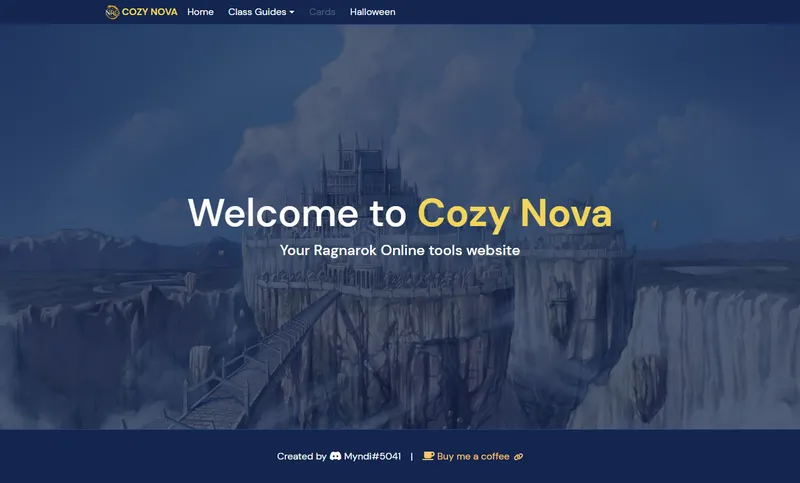 COZY NOVA Home Class Guides Cards Halloween
Welcome to Cozy Nova
Your Ragnarok Online tools website
Created by Myndi#5041 | Buy me a coffee